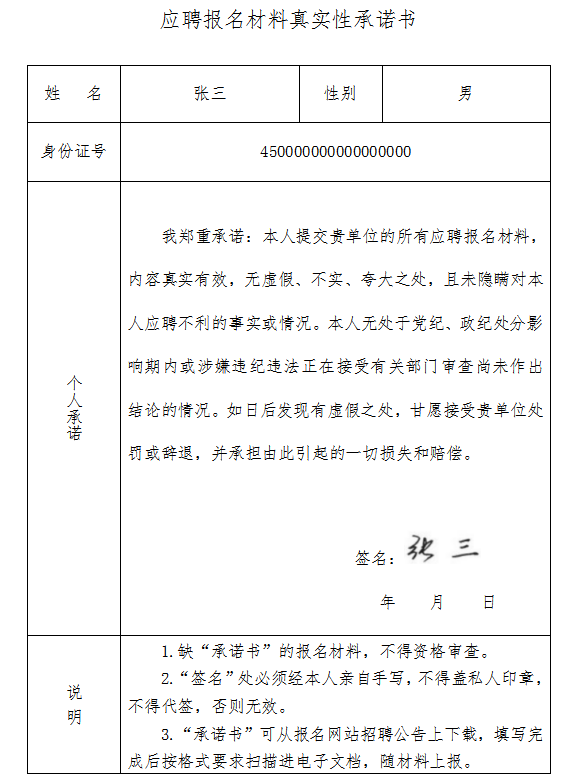 应聘报名材料真实性承诺书
姓 名 张三 性别 男
身份证号 450000000000000000
个人承诺
我郑重承诺：本人提交贵单位的所有应聘报名材料，
内容真实有效，无虚假、不实、夸大之处，且未隐瞒对本
人应聘不利的事实或情况。本人无处于党纪、政纪处分影
响期内或涉嫌违纪违法正在接受有关部门审查尚未作出
结论的情况。如日后发现有虚假之处，甘愿接受贵单位处
罚或辞退，并承担由此引起的一切损失和赔偿。
签名：张三
年 月 日
说明
1.缺“承诺书”的报名材料，不得资格审查。
2.“签名”处必须经本人亲自手写，不得盖私人印章，
不得代签，否则无效。
3.“承诺书”可从报名网站招聘公告上下载，填写完
成后按格式要求扫描进电子文档，随材料上报。